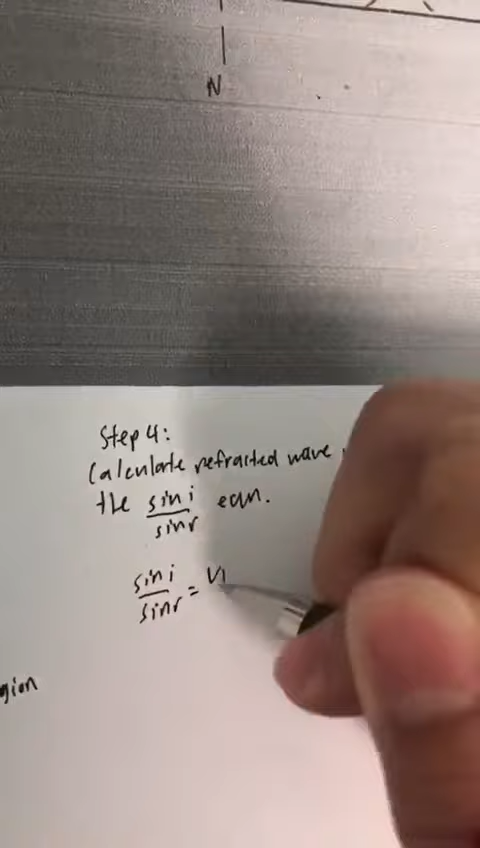 N
Step 4:
Calculate refracted wave
the sin i / sin r eqn.
sin i / sin r = V1
gion